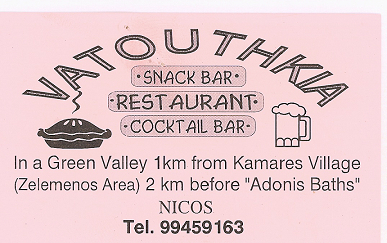 VATOUTHKIA
·SNACK BAR·
·RESTAURANT·
·COCKTAIL BAR·
In a Green Valley 1km from Kamares Village
(Zelemenos Area) 2 km before "Adonis Baths"
NICOS
Tel. 99459163